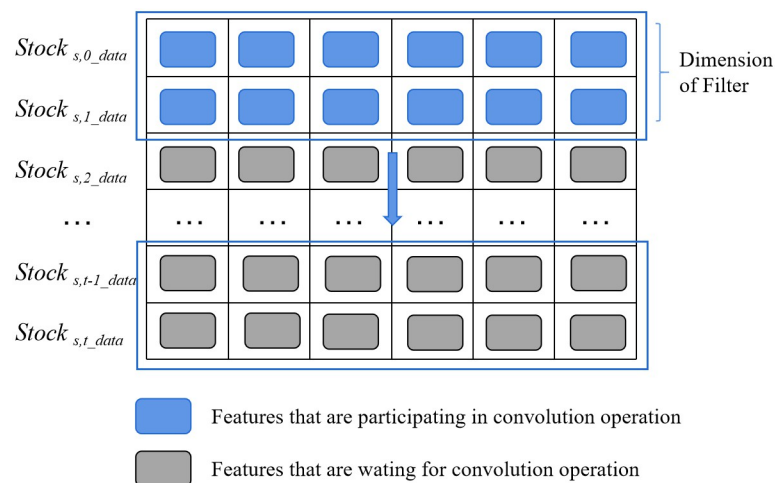 Stock s,0_data
Dimension
of Filter
Stock s,1_data
Stock s,2_data
... ... ... ... ... ... ...
Stock s,t-1_data
Stock s,t_data
Features that are participating in convolution operation
Features that are wating for convolution operation